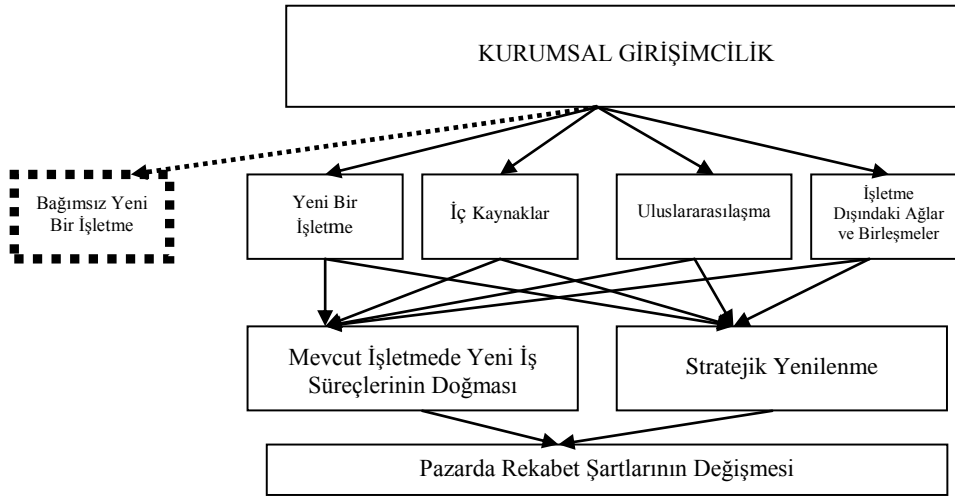 KURUMSAL GİRİŞİMCİLİK
Bağımsız Yeni
Bir İşletme
Yeni Bir
İşletme
İç Kaynaklar
Uluslararasılaşma
İşletme
Dışındaki Ağlar
ve Birleşmeler
Mevcut İşletmede Yeni İş
Süreçlerinin Doğması
Stratejik Yenilenme
Pazarda Rekabet Şartlarının Değişmesi